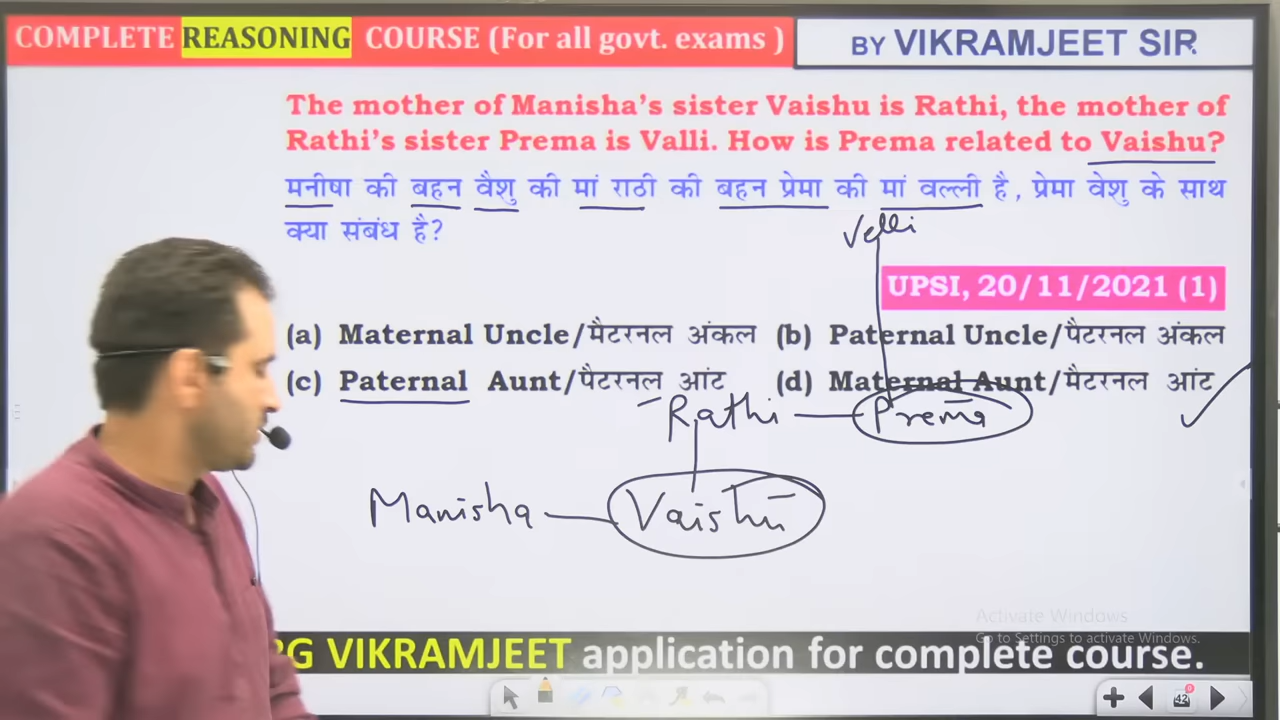 COMPLETE REASONING COURSE (For all govt. exams )
BY VIKRAMJEET SIR
The mother of Manisha's sister Vaishu is Rathi, the mother of
Rathi's sister Prema is Valli. How is Prema related to Vaishu?
मनीषा की बहन वैशु की मां राठी की बहन प्रेमा की मां वल्ली है, प्रेमा वेशु के साथ
क्या संबंध है?
Valli
UPSI, 20/11/2021 (1)
(a) Maternal Uncle/मैटरनल अंकल (b) Paternal Uncle/पैटरनल अंकल
(c) Paternal Aunt/पैटरनल आंट (d) Maternal Aunt/मैटरनल आंट
Rathi Prema
Manisha Vaishu
Activate Windows
Go to Settings to activate Windows.
G VIKRAMJEET application for complete course.
42